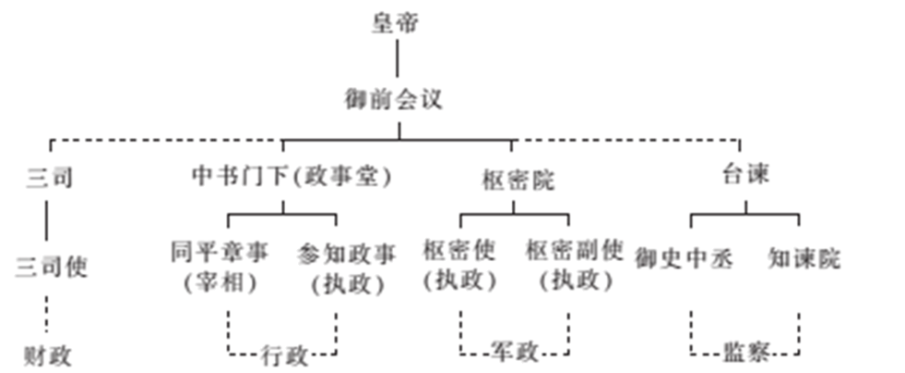 皇帝
御前会议
三司
中书门下(政事堂)
枢密院
台谏
三司使
同平章事
(宰相)
参知政事
(执政)
枢密使
(执政)
枢密副使
(执政)
御史中丞
知谏院
财政
行政
军政
监察